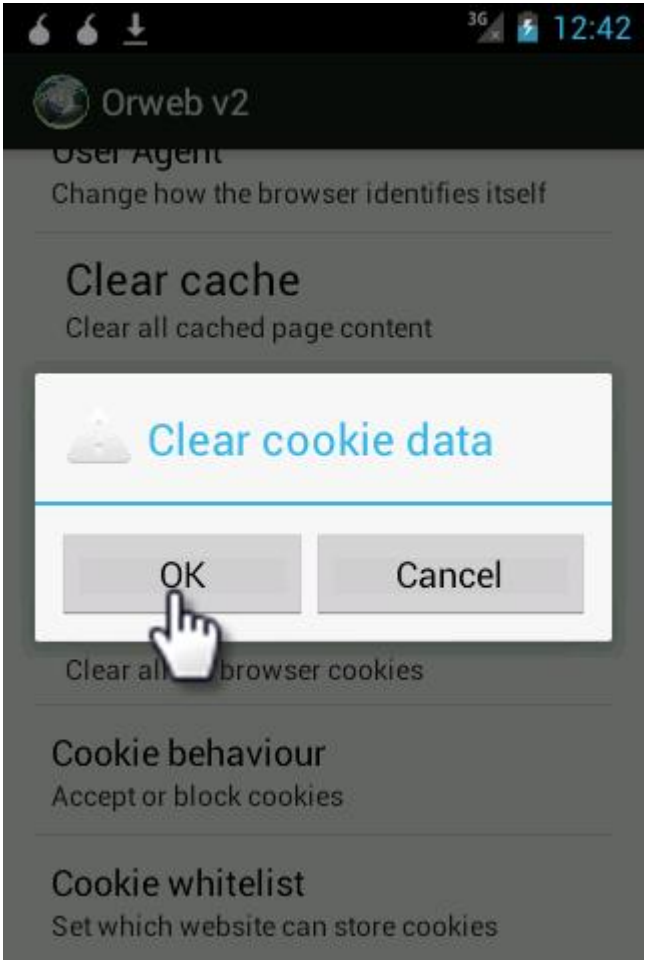 3G
12:42
Orweb v2
User Agent
Change how the browser identifies itself
Clear cache
Clear all cached page content
Clear cookie data
OK
Cancel
Clear all browser cookies
Cookie behaviour
Accept or block cookies
Cookie whitelist
Set which website can store cookies